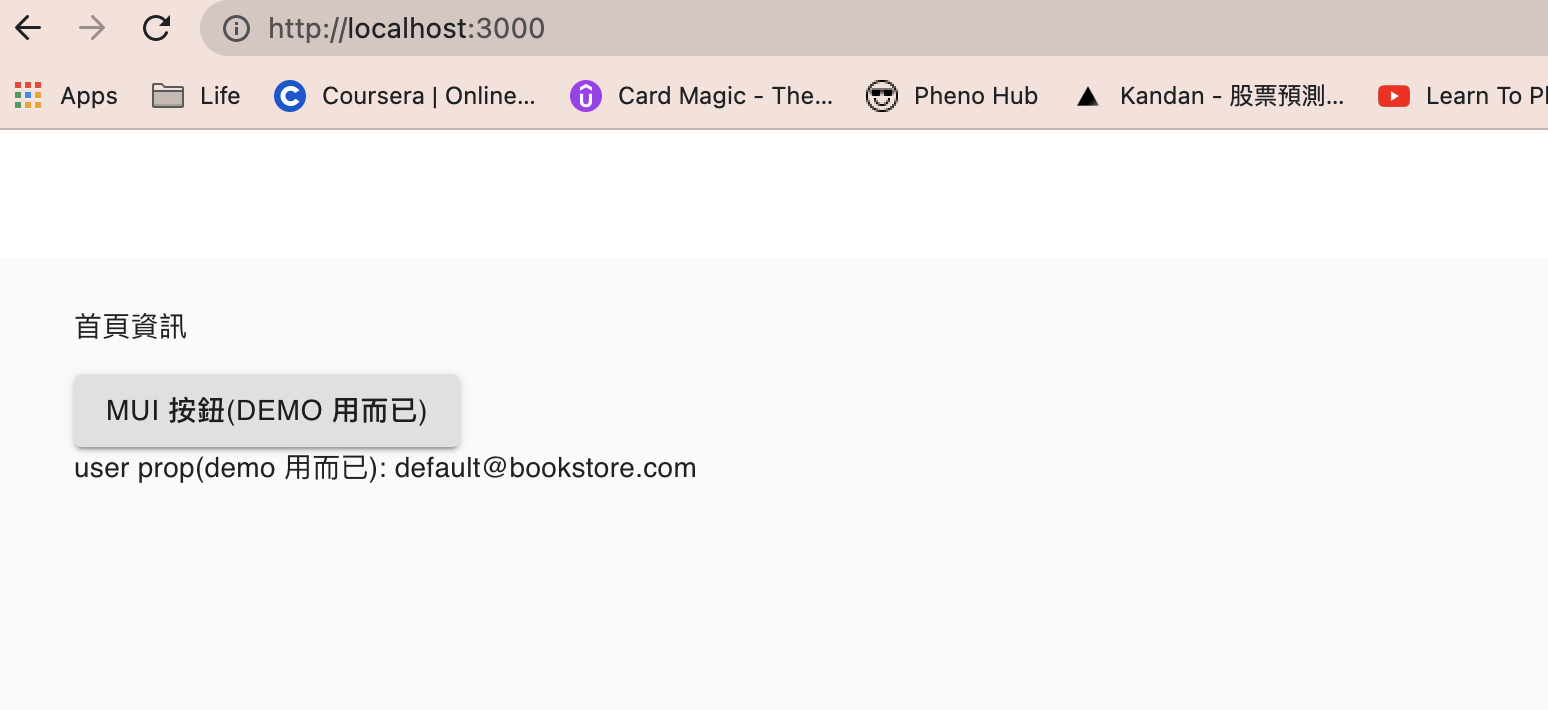 http://localhost:3000
Apps Life Coursera | Online... Card Magic - The... Pheno Hub Kandan - 股票預測... Learn To Pl
首頁資訊
MUI 按鈕(DEMO 用而已)
user prop(demo 用而已): default@bookstore.com